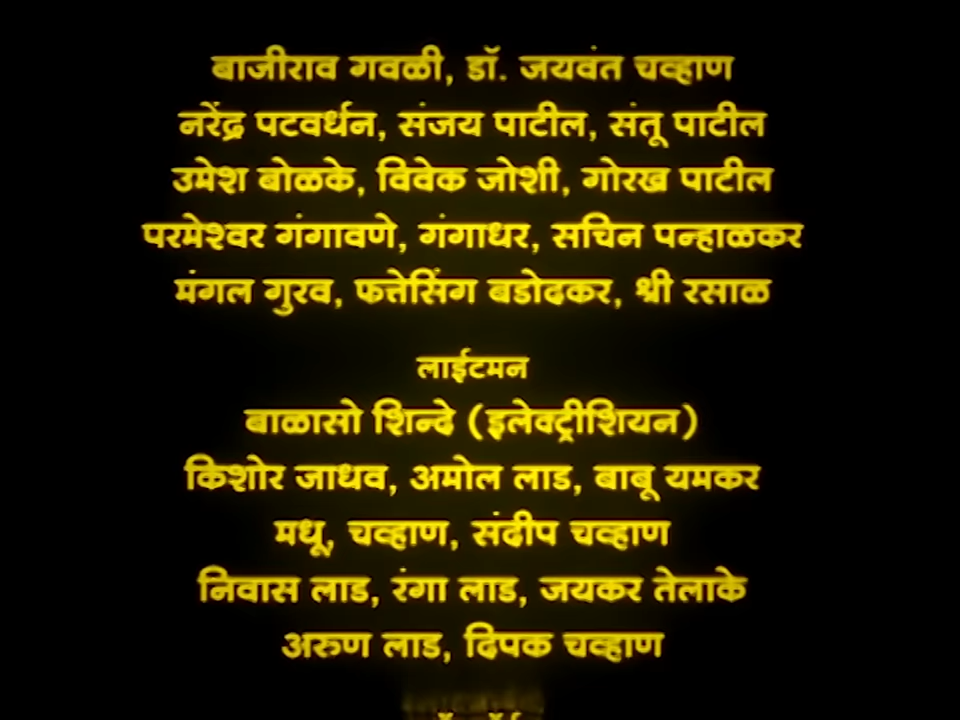 बाजीराव गवळी, डॉ. जयवंत चव्हाण
नरेंद्र पटवर्धन, संजय पाटील, संतू पाटील
उमेश बोळके, विवेक जोशी, गोरख पाटील
परमेश्वर गंगावणे, गंगाधर, सचिन पन्हाळकर
मंगल गुरव, फत्तेसिंग बडोदकर, श्री रसाळ
लाईटमन
बाळासो शिन्दे (इलेक्ट्रीशियन)
किशोर जाधव, अमोल लाड, बाबू यमकर
मधू, चव्हाण, संदीप चव्हाण
निवास लाड, रंगा लाड, जयकर तेलाके
अरुण लाड, दिपक चव्हाण